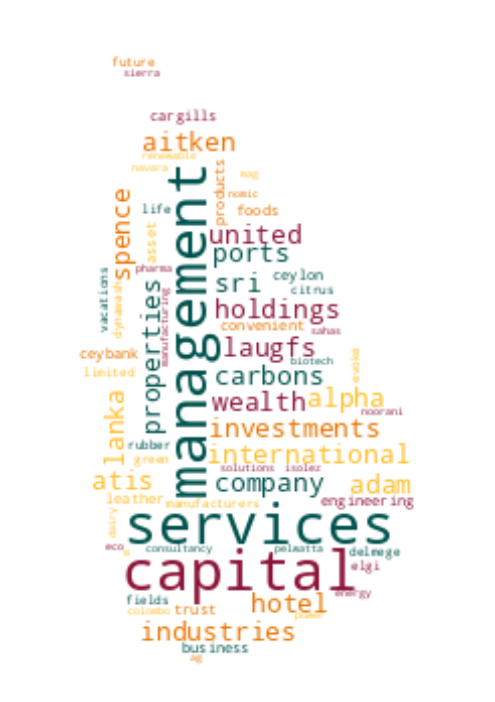 future
sierra
cargills
aitken
renewable
navara
mag
management
products
nomic
spence
life
foods
asset
united
ports
pharma
vacations
dynawash
sri
ceylon
citrus
properties
manufacturing
holdings
convenient
sahas
laugfs
ceybank
biotech
limited
carbons
evoke
wealth
alpha
noorani
lanka
investments
rubber
green
international
solutions
isolez
atis
company
adam
leather
manufacturers
engineering
services
dairy
eco
consultancy
pelwatta
delmege
capital
elgi
energy
fields
hotel
colombo
trust
power
industries
business
ag